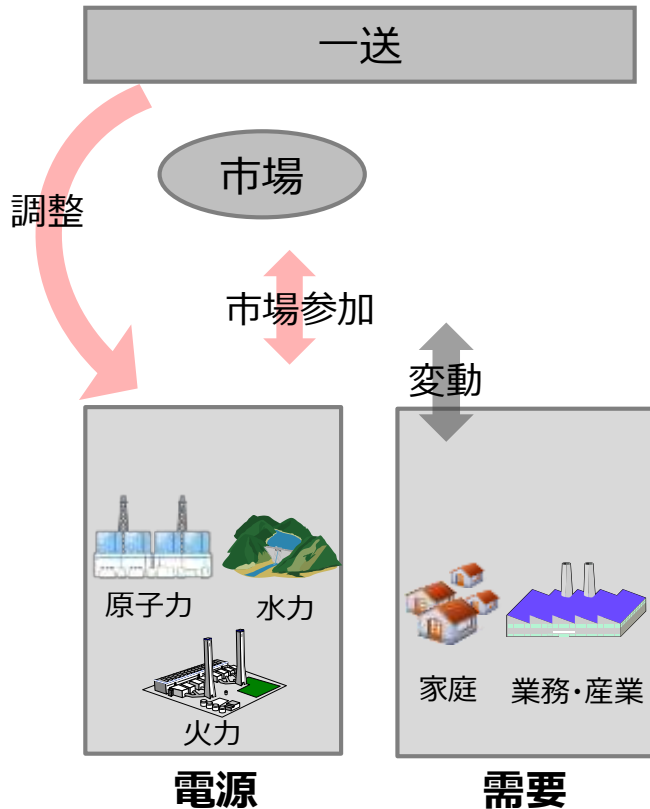 一送
市場
調整
市場参加
変動
原子力
水力
火力
家庭
業務・産業
電源
需要